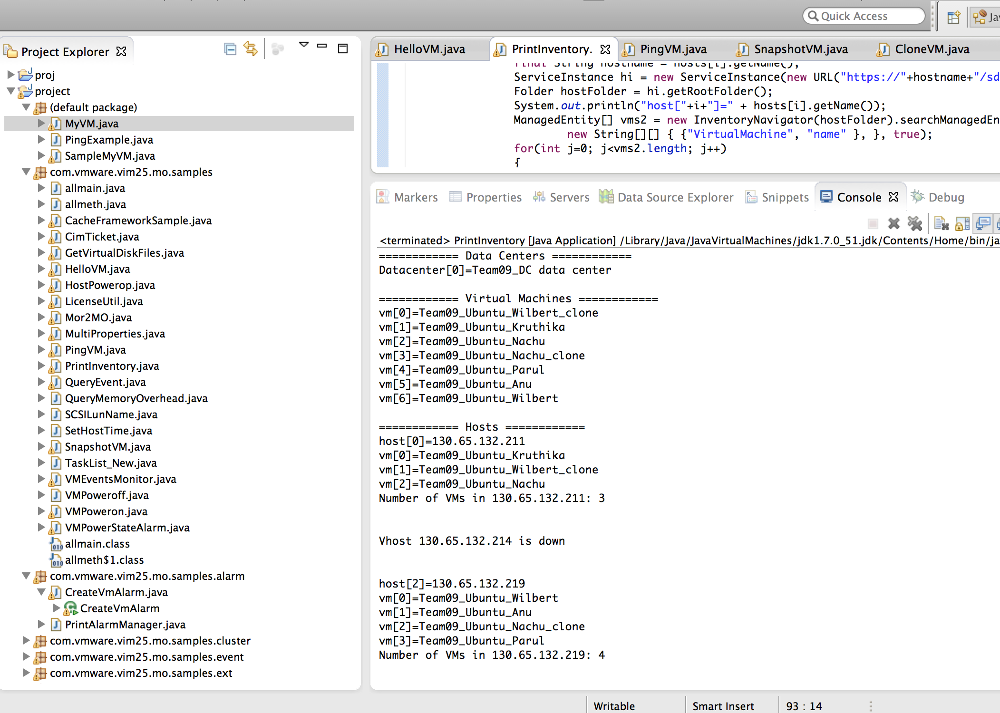 Quick Access
Project Explorer
proj
project
(default package)
MyVM.java
PingExample.java
SampleMyVM.java
com.vmware.vim25.mo.samples
allmain.java
allmeth.java
CacheFrameworkSample.java
CimTicket.java
GetVirtualDiskFiles.java
HelloVM.java
HostPowerop.java
LicenseUtil.java
Mor2MO.java
MultiProperties.java
PingVM.java
PrintInventory.java
QueryEvent.java
QueryMemoryOverhead.java
SCSILunName.java
SetHostTime.java
SnapshotVM.java
TaskList_New.java
VMEventsMonitor.java
VMPoweroff.java
VMPoweron.java
VMPowerStateAlarm.java
allmain.class
allmeth$1.class
com.vmware.vim25.mo.samples.alarm
CreateVmAlarm.java
CreateVmAlarm
PrintAlarmManager.java
com.vmware.vim25.mo.samples.cluster
com.vmware.vim25.mo.samples.event
com.vmware.vim25.mo.samples.ext
HelloVM.java PrintInventory. PingVM.java SnapshotVM.java CloneVM.java
final String hostname = hosts[i].getName();
ServiceInstance hi = new ServiceInstance(new URL("https://"+hostname+"/sd
Folder hostFolder = hi.getRootFolder();
System.out.println("host["+i+"]=" + hosts[i].getName());
ManagedEntity[] vms2 = new InventoryNavigator(hostFolder).searchManagedEn
new String[][] { {"VirtualMachine", "name" }, }, true);
for(int j=0; j<vms2.length; j++)
{
Markers Properties Servers Data Source Explorer Snippets Console Debug
<terminated> PrintInventory [Java Application] /Library/Java/JavaVirtualMachines/jdk1.7.0_51.jdk/Contents/Home/bin/ja
============ Data Centers ============
Datacenter[0]=Team09_DC data center
============ Virtual Machines ============
vm[0]=Team09_Ubuntu_Wilbert_clone
vm[1]=Team09_Ubuntu_Kruthika
vm[2]=Team09_Ubuntu_Nachu
vm[3]=Team09_Ubuntu_Nachu_clone
vm[4]=Team09_Ubuntu_Parul
vm[5]=Team09_Ubuntu_Anu
vm[6]=Team09_Ubuntu_Wilbert
============ Hosts ============
host[0]=130.65.132.211
vm[0]=Team09_Ubuntu_Kruthika
vm[1]=Team09_Ubuntu_Wilbert_clone
vm[2]=Team09_Ubuntu_Nachu
Number of VMs in 130.65.132.211: 3
Vhost 130.65.132.214 is down
host[2]=130.65.132.219
vm[0]=Team09_Ubuntu_Wilbert
vm[1]=Team09_Ubuntu_Anu
vm[2]=Team09_Ubuntu_Nachu_clone
vm[3]=Team09_Ubuntu_Parul
Number of VMs in 130.65.132.219: 4
Writable Smart Insert 93 : 14